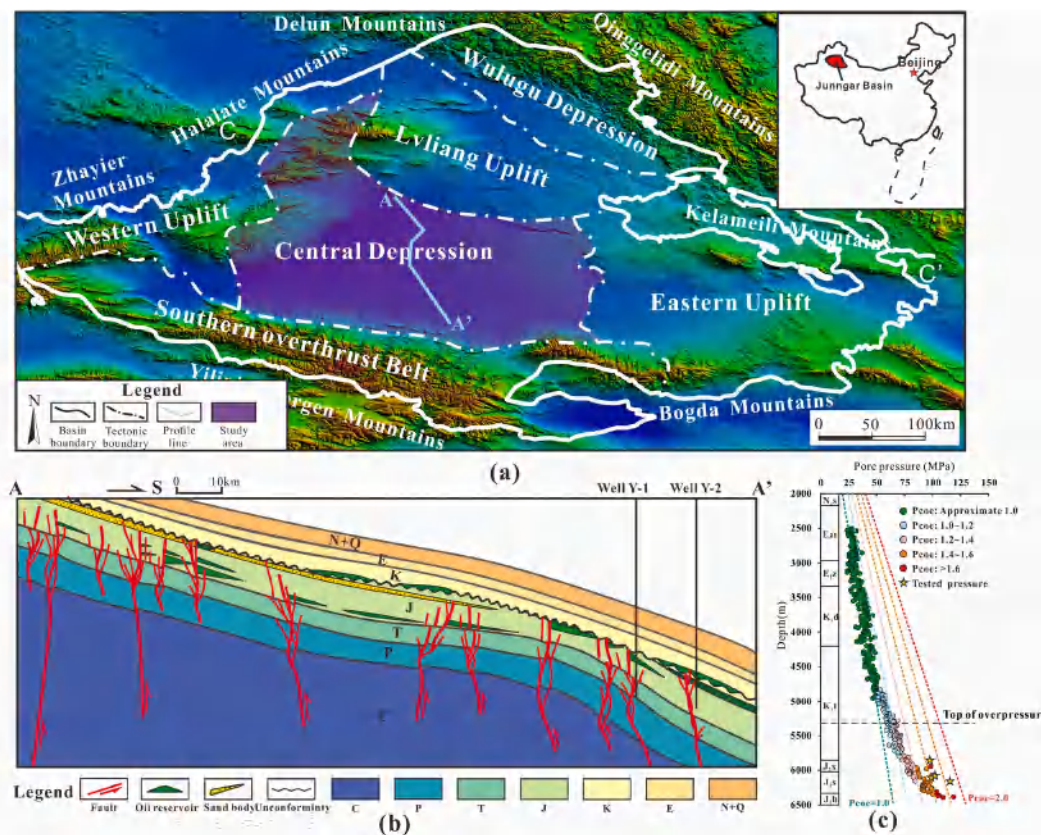 Delun Mountains
Qinggelidi Mountains
Wulugu Depression
Halalate Mountains
C
Lvliang Uplift
Zhayier
Mountains
Western Uplift
A
Kelameili Mountains
Central Depression
C'
Eastern Uplift
A'
Southern overthrust Belt
Bogda Mountains
Beijing
Junngar Basin
Legend
N
Basin
boundary
Tectonic
boundary
Profile
line
Study
area
0 50 100km
(a)
A
S
0 10km
Well Y-1
Well Y-2
A'
N+Q
E
K
J
T
P
C
Legend
Fault
Oil reservoir
Sand body
Unconforminty
C
P
T
J
K
E
N+Q
(b)
Pore pressure (MPa)
0 25 50 75 100 125 150
Depth(m)
2000
2500
3000
3500
4000
4500
5000
5500
6000
6500
Pcoe: Approximate 1.0
Pcoe: 1.0~1.2
Pcoe: 1.2~1.4
Pcoe: 1.4~1.6
Pcoe: >1.6
Tested pressure
Top of overpressure
Pcoe=1.0
Pcoe=2.0
(c)